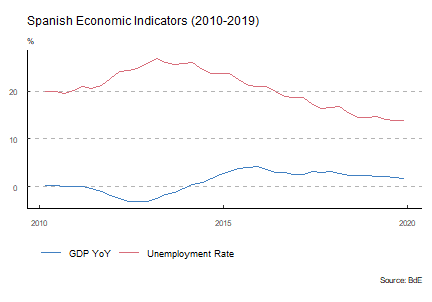 Spanish Economic Indicators (2010-2019)
%
20
10
0
2010 2015 2020
GDP YoY Unemployment Rate
Source: BdE